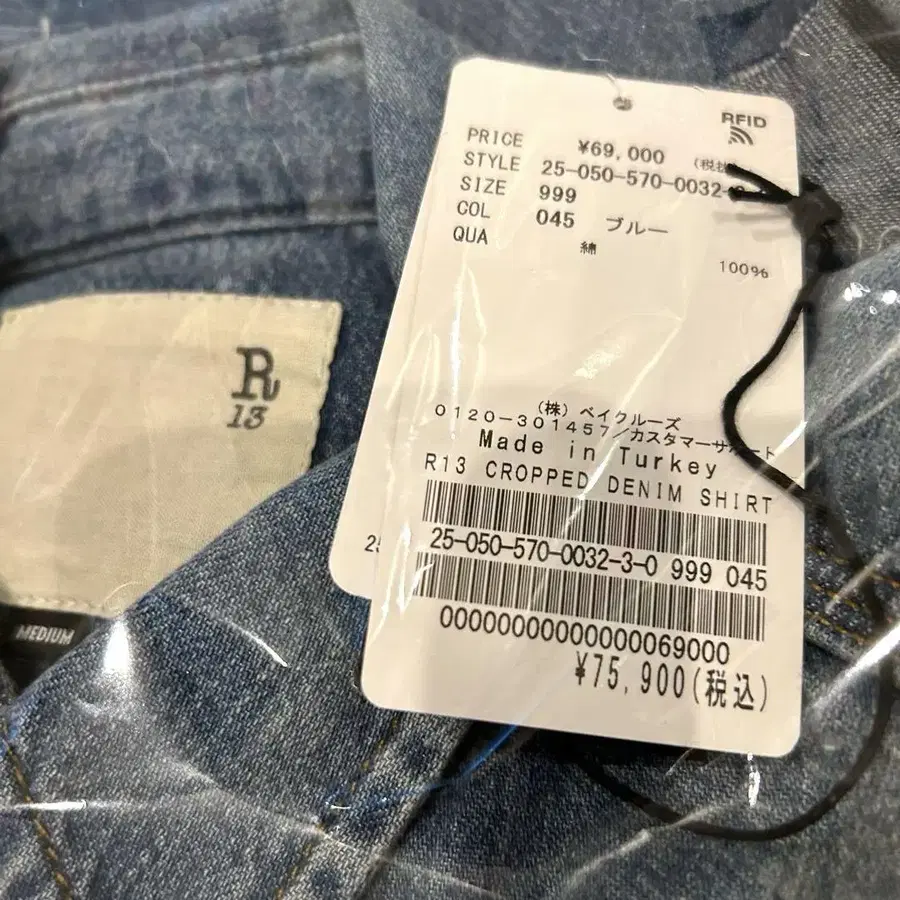 RFID
PRICE ¥69,000
STYLE 25-050-570-0032-
SIZE 999
COL 045 ブルー
QUA 綿 100%
(株) ベイクルーズ
0120-301457/カスタマーサポート
Made in Turkey
R13 CROPPED DENIM SHIRT
25-050-570-0032-3-0 999 045
¥75,900(税込)
R
13
MEDIUM